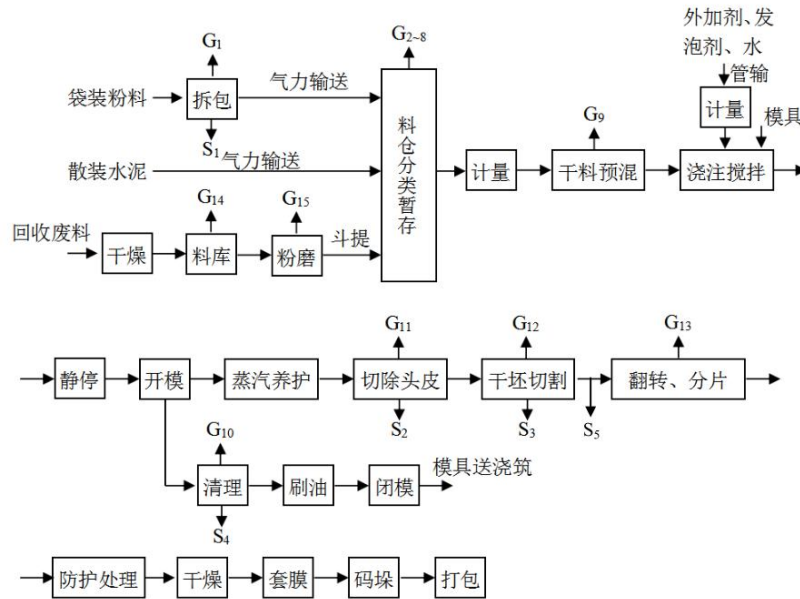 外加剂、发
泡剂、水
管输
G1
G2~8
计量
模具
袋装粉料
拆包
气力输送
S1
散装水泥
气力输送
料仓分类暂存
计量
G9
干料预混
浇注搅拌
G14
G15
回收废料
干燥
料库
粉磨
斗提
G11
G12
G13
静停
开模
蒸汽养护
切除头皮
干坯切割
翻转、分片
S2
S3
S5
G10
清理
刷油
闭模
模具送浇筑
S4
防护处理
干燥
套膜
码垛
打包